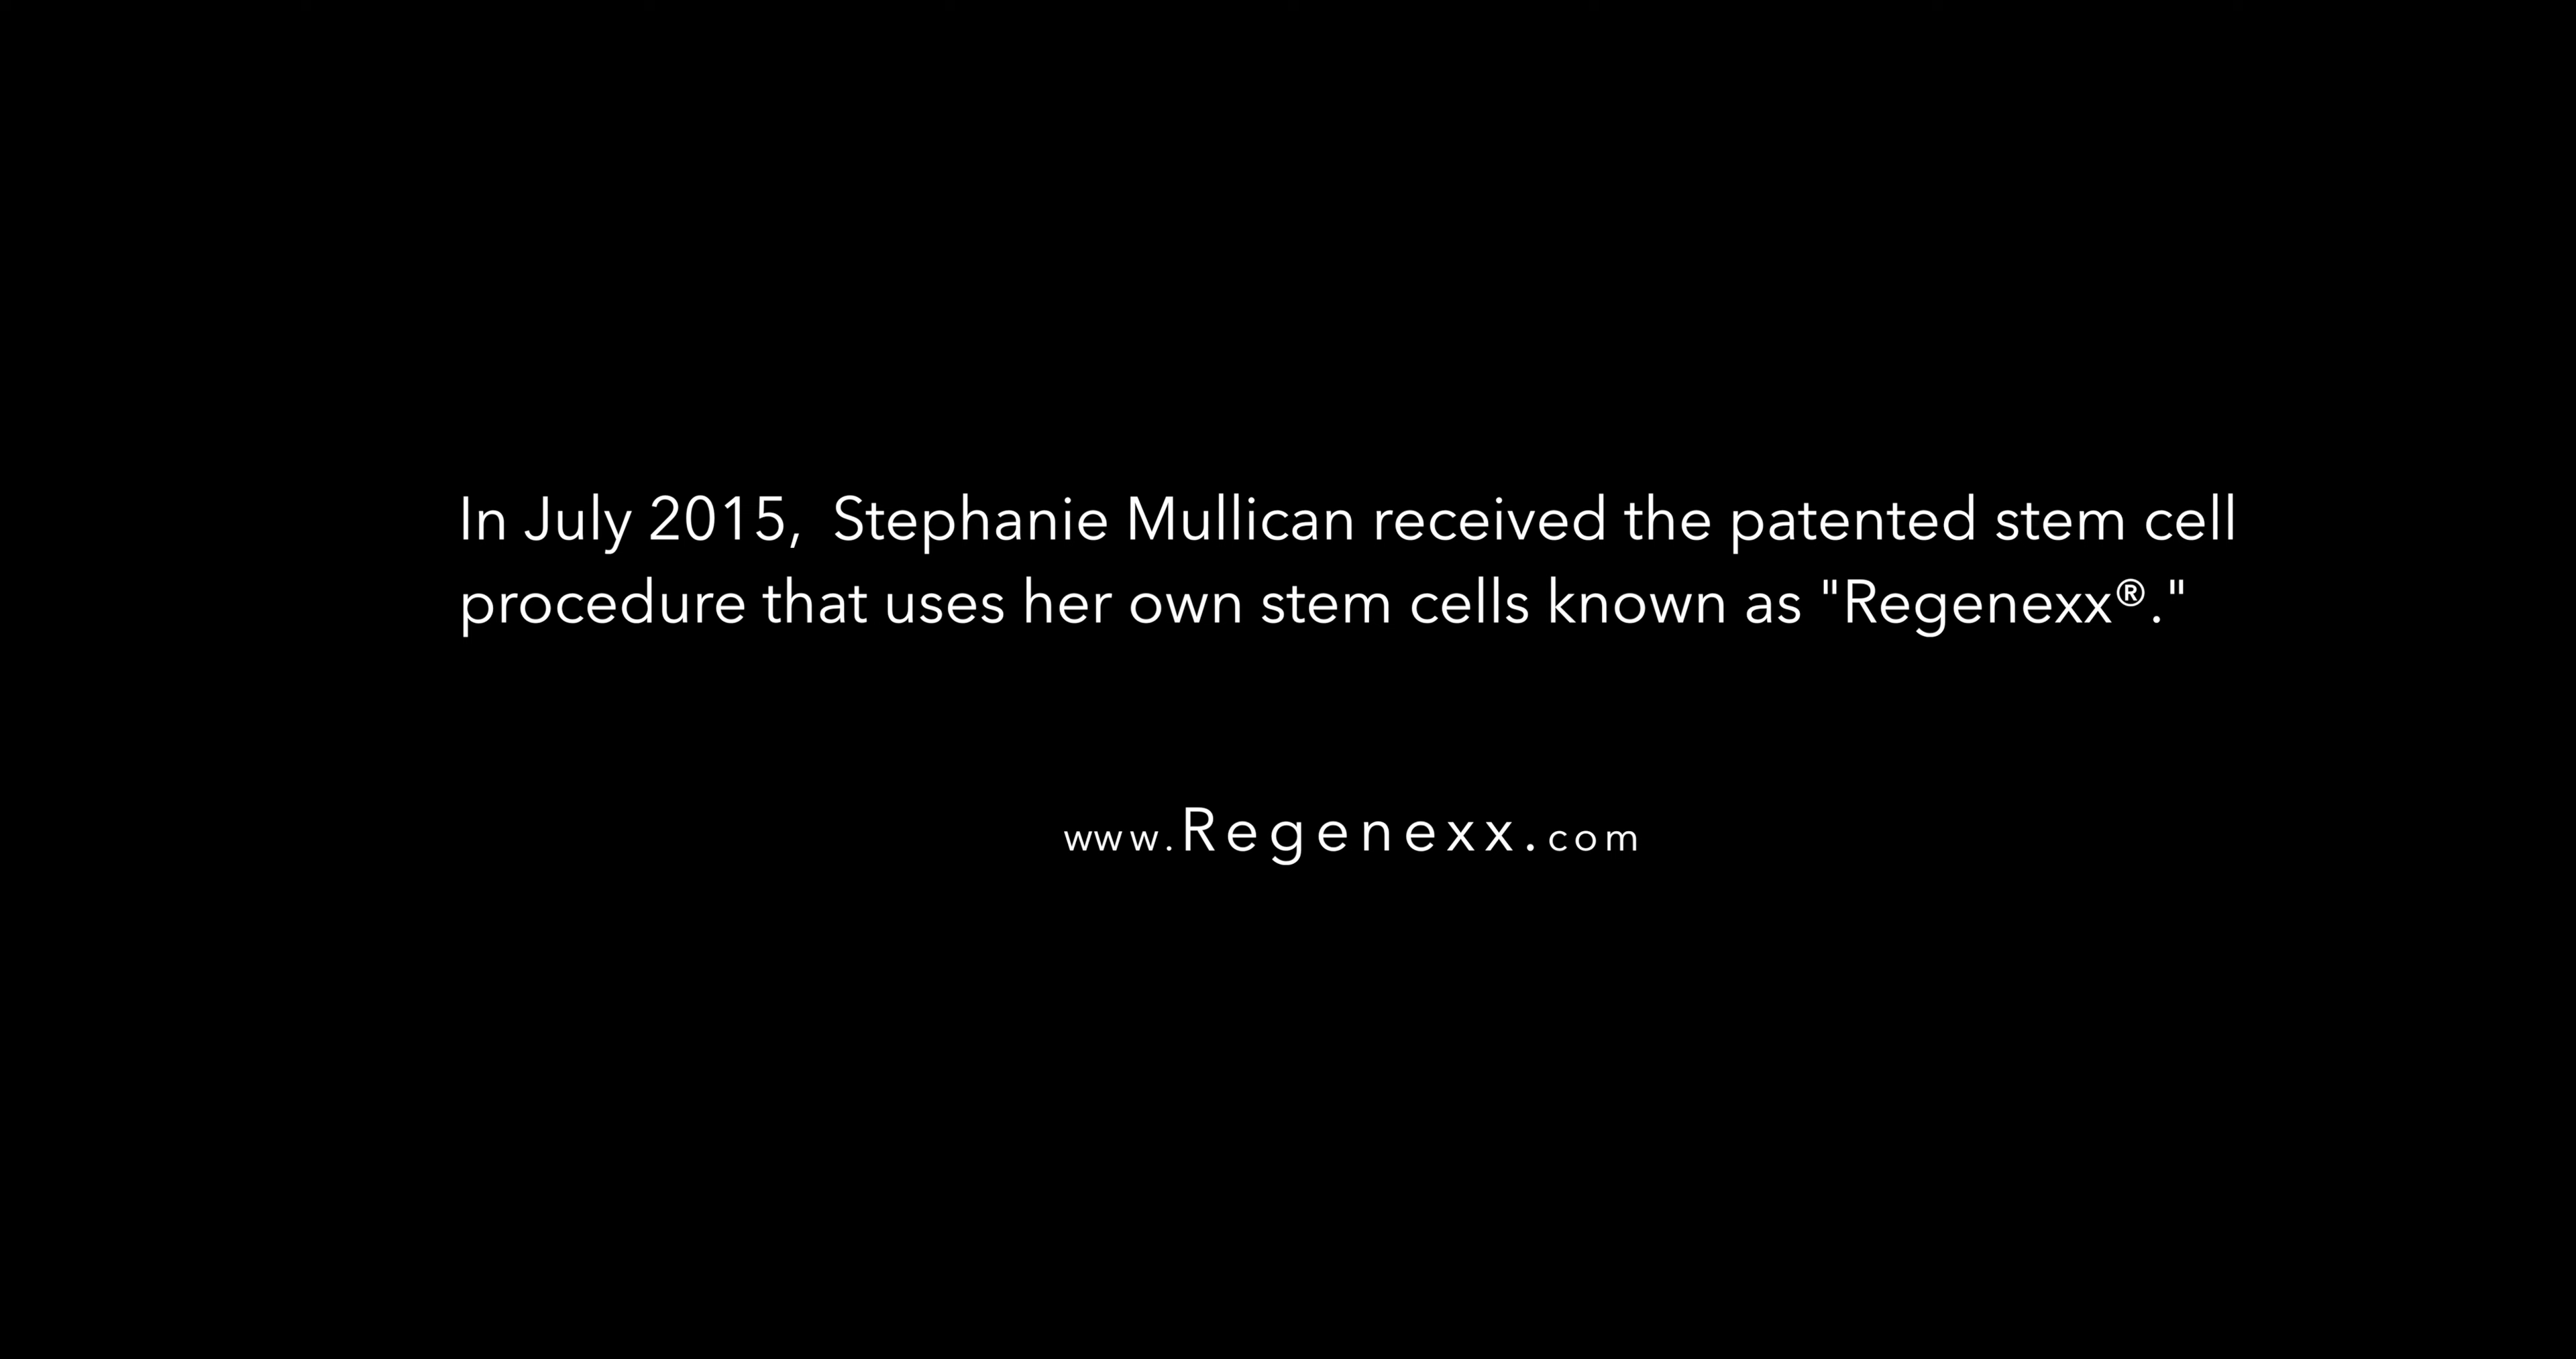 In July 2015,  Stephanie Mullican received the patented stem cell
procedure that uses her own stem cells known as "Regenexx®."
www.Regenexx.com